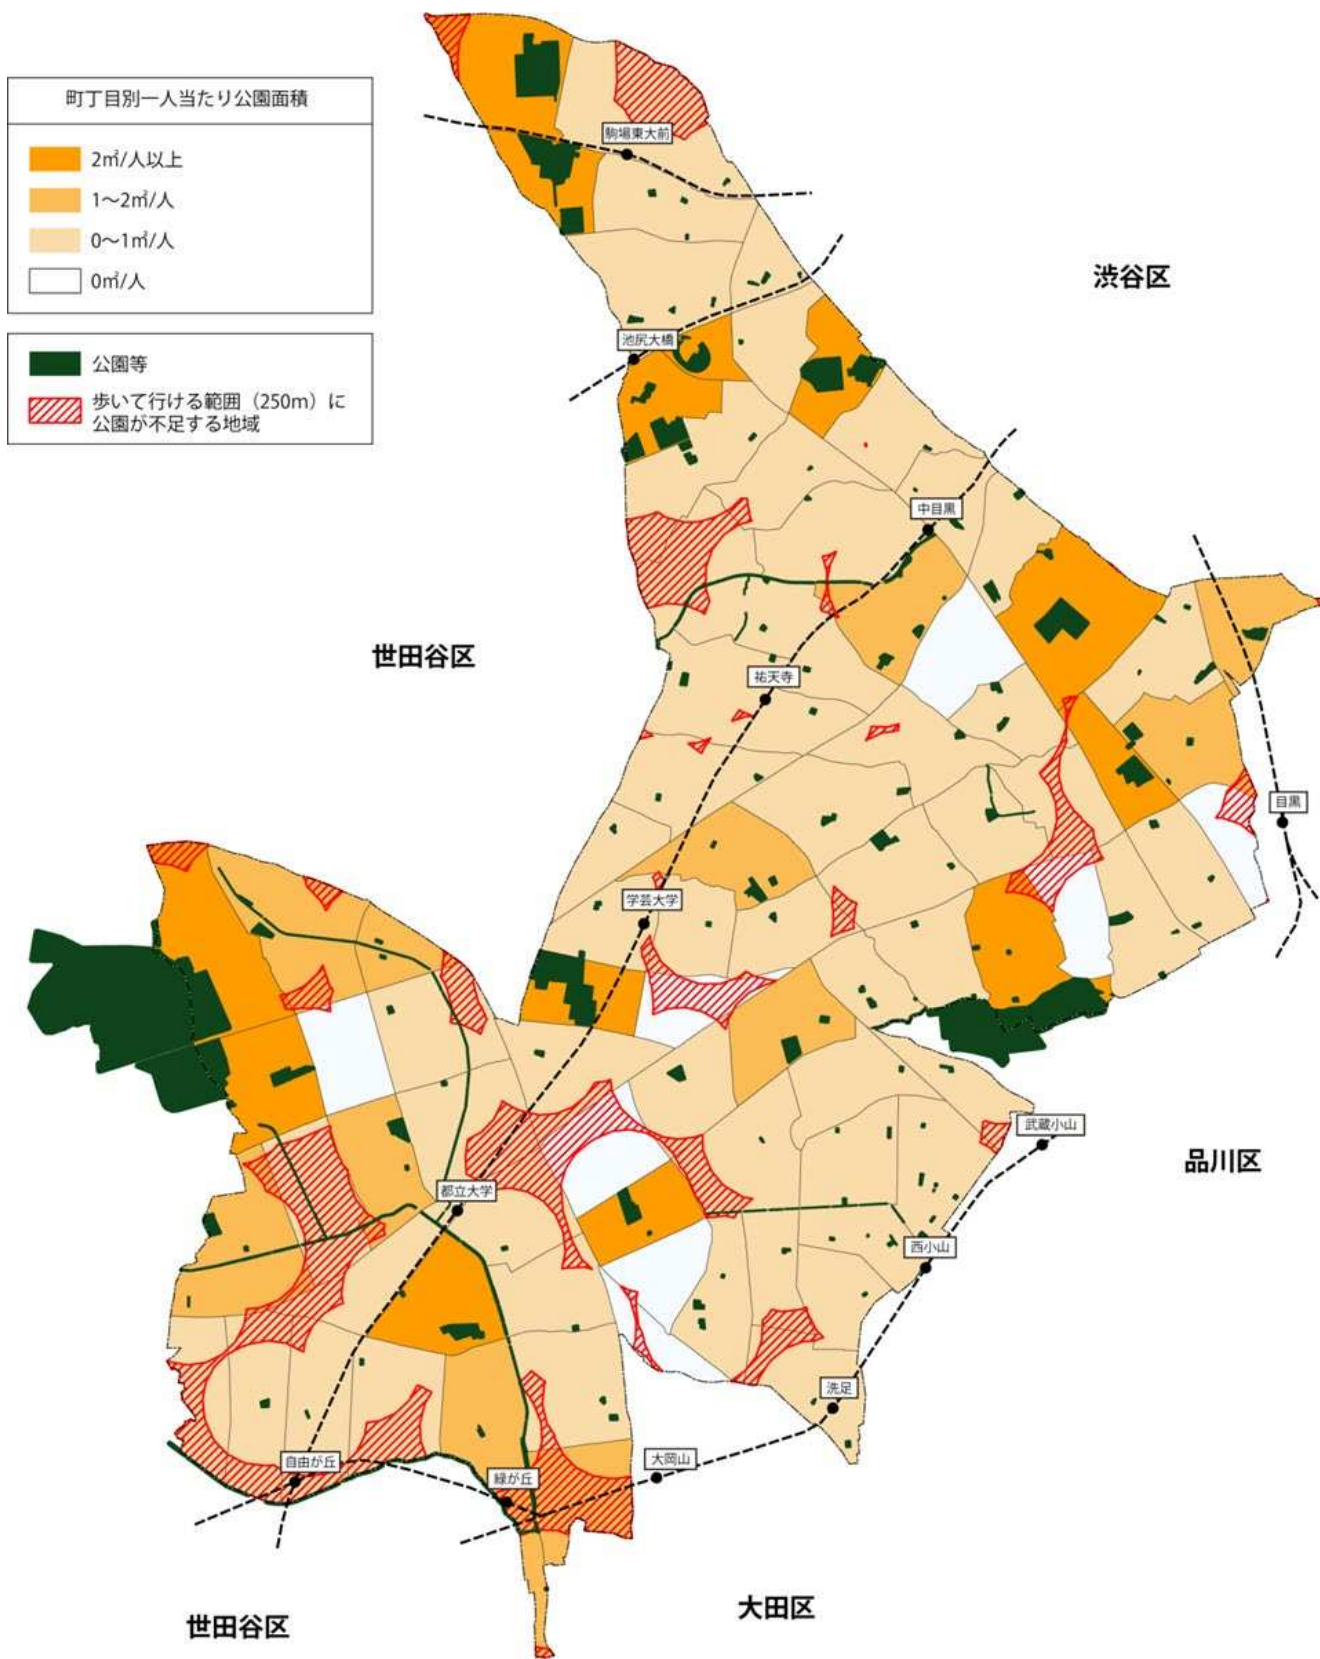 町丁目別一人当たり公園面積
2㎡/人以上
1～2㎡/人
0～1㎡/人
0㎡/人
公園等
歩いて行ける範囲（250m）に
公園が不足する地域
駒場東大前
渋谷区
池尻大橋
中目黒
世田谷区
祐天寺
目黒
学芸大学
武蔵小山
品川区
都立大学
西小山
洗足
自由が丘
大岡山
緑が丘
大田区
世田谷区